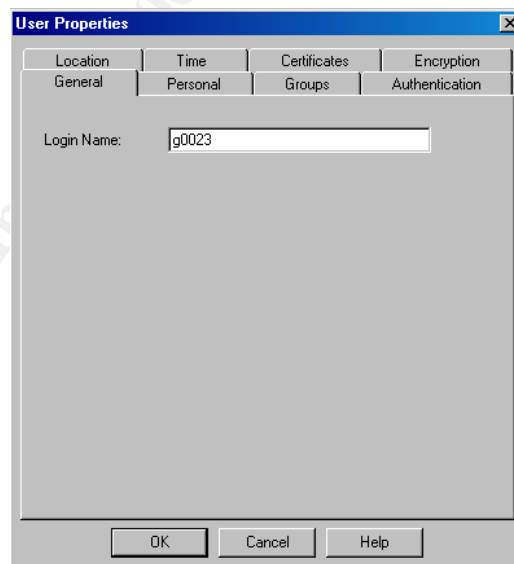 User Properties
Location Time Certificates Encryption
General Personal Groups Authentication
Login Name: g0023
OK Cancel Help